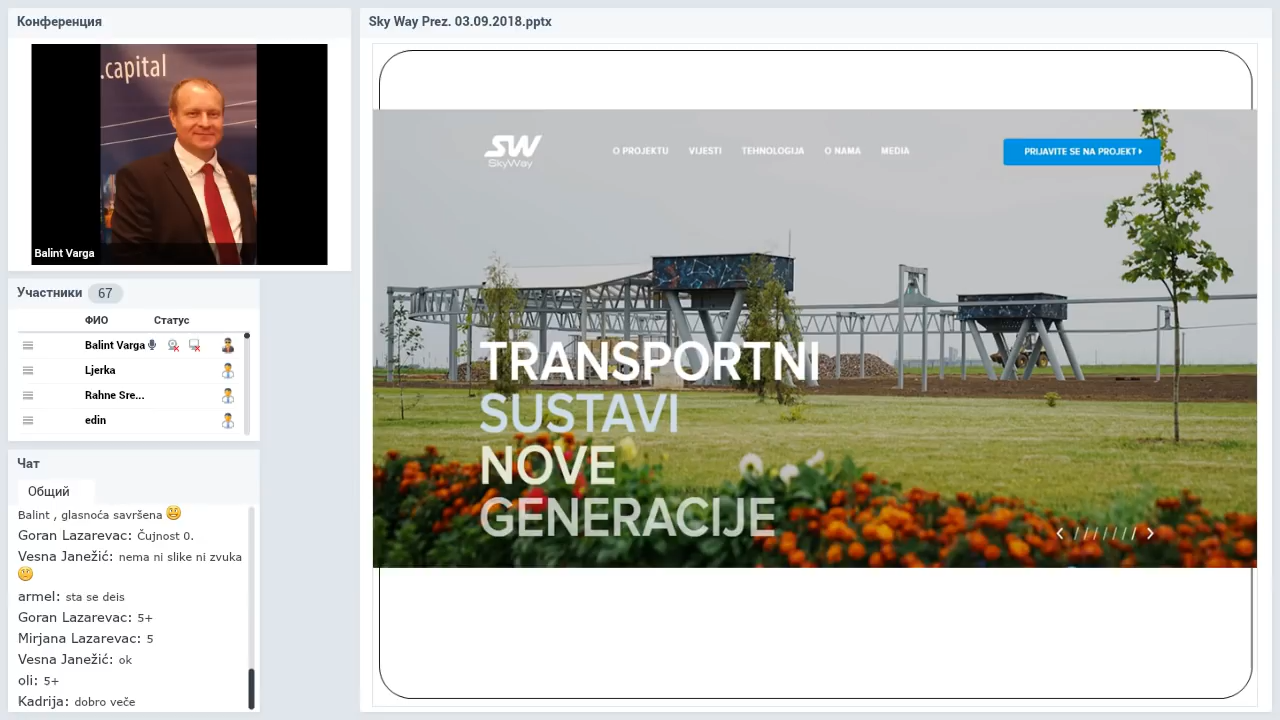 Конференция
.capital
Balint Varga
Участники 67
ФИО Статус
Balint Varga
Ljerka
Rahne Sre...
edin
Чат
Общий
Balint , glasnoća savršena
Goran Lazarevac: Čujnost 0.
Vesna Janežić: nema ni slike ni zvuka
armel: sta se deis
Goran Lazarevac: 5+
Mirjana Lazarevac: 5
Vesna Janežić: ok
oli: 5+
Kadrija: dobro veče
Sky Way Prez. 03.09.2018.pptx
SW
SkyWay
O PROJEKTU VIJESTI TEHNOLOGIJA O NAMA MEDIA
PRIJAVITE SE NA PROJEKT
TRANSPORTNI
SUSTAVI
NOVE
GENERACIJE